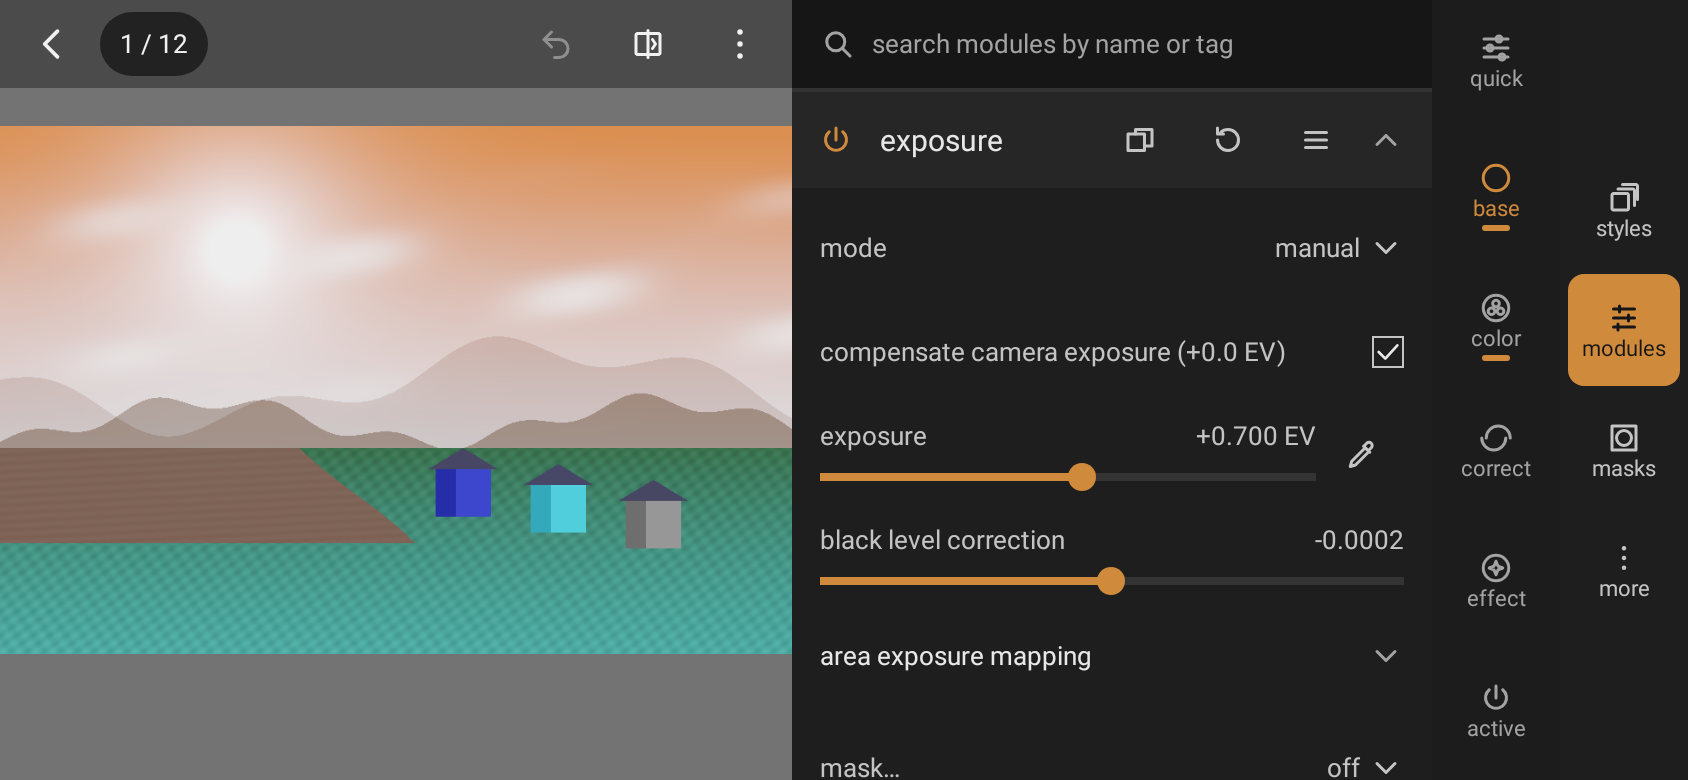 1 / 12
search modules by name or tag
exposure
mode
manual
compensate camera exposure (+0.0 EV)
exposure
+0.700 EV
black level correction
-0.0002
area exposure mapping
mask...
off
quick
base
color
correct
effect
active
styles
modules
masks
more